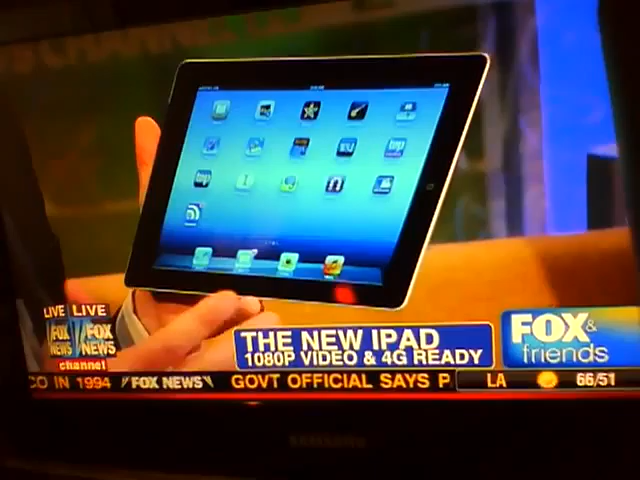 LIVE LIVE
FOX NEWS FOX NEWS
channel
THE NEW IPAD
1080P VIDEO & 4G READY
FOX &
friends
CO IN 1994 FOX NEWS GOVT OFFICIAL SAYS P LA 66/51
SAMSUNG